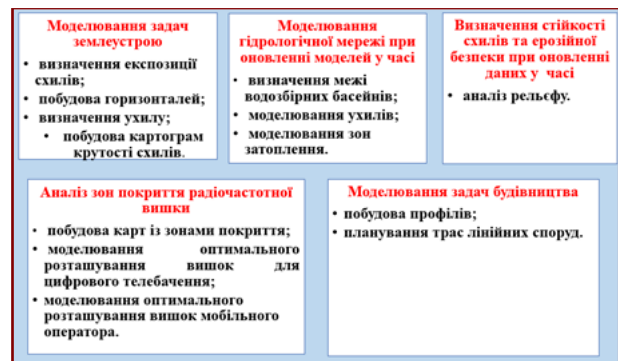 Моделювання задач
землеустрою
• визначення експозиції
схилів;
• побудова горизонталей;
• визначення ухилу;
• побудова картограм
крутості схилів.
Моделювання
гідрологічної мережі при
оновленні моделей у часі
• визначення межі
водозбірних басейнів;
• моделювання ухилів;
• моделювання зон
затоплення.
Визначення стійкості
схилів та ерозійної
безпеки при оновленні
даних у часі
• аналіз рельєфу.
Аналіз зон покриття радіочастотної
вишки
• побудова карт із зонами покриття;
• моделювання оптимального
розташування вишок для
цифрового телебачення;
• моделювання оптимального
розташування вишок мобільного
оператора.
Моделювання задач будівництва
• побудова профілів;
• планування трас лінійних споруд.